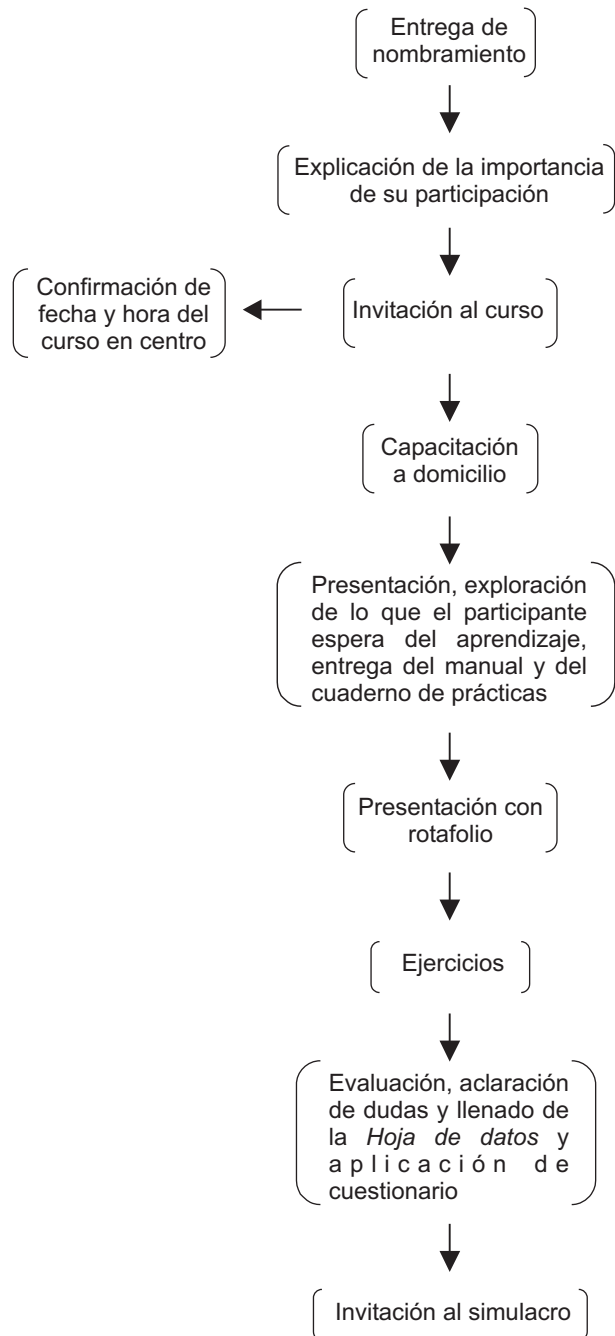 Entrega de
nombramiento
Explicación de la importancia
de su participación
Confirmación de
fecha y hora del
curso en centro
Invitación al curso
Capacitación
a domicilio
Presentación, exploración
de lo que el participante
espera del aprendizaje,
entrega del manual y del
cuaderno de prácticas
Presentación con
rotafolio
Ejercicios
Evaluación, aclaración
de dudas y llenado de
la Hoja de datos y
aplicación de
cuestionario
Invitación al simulacro